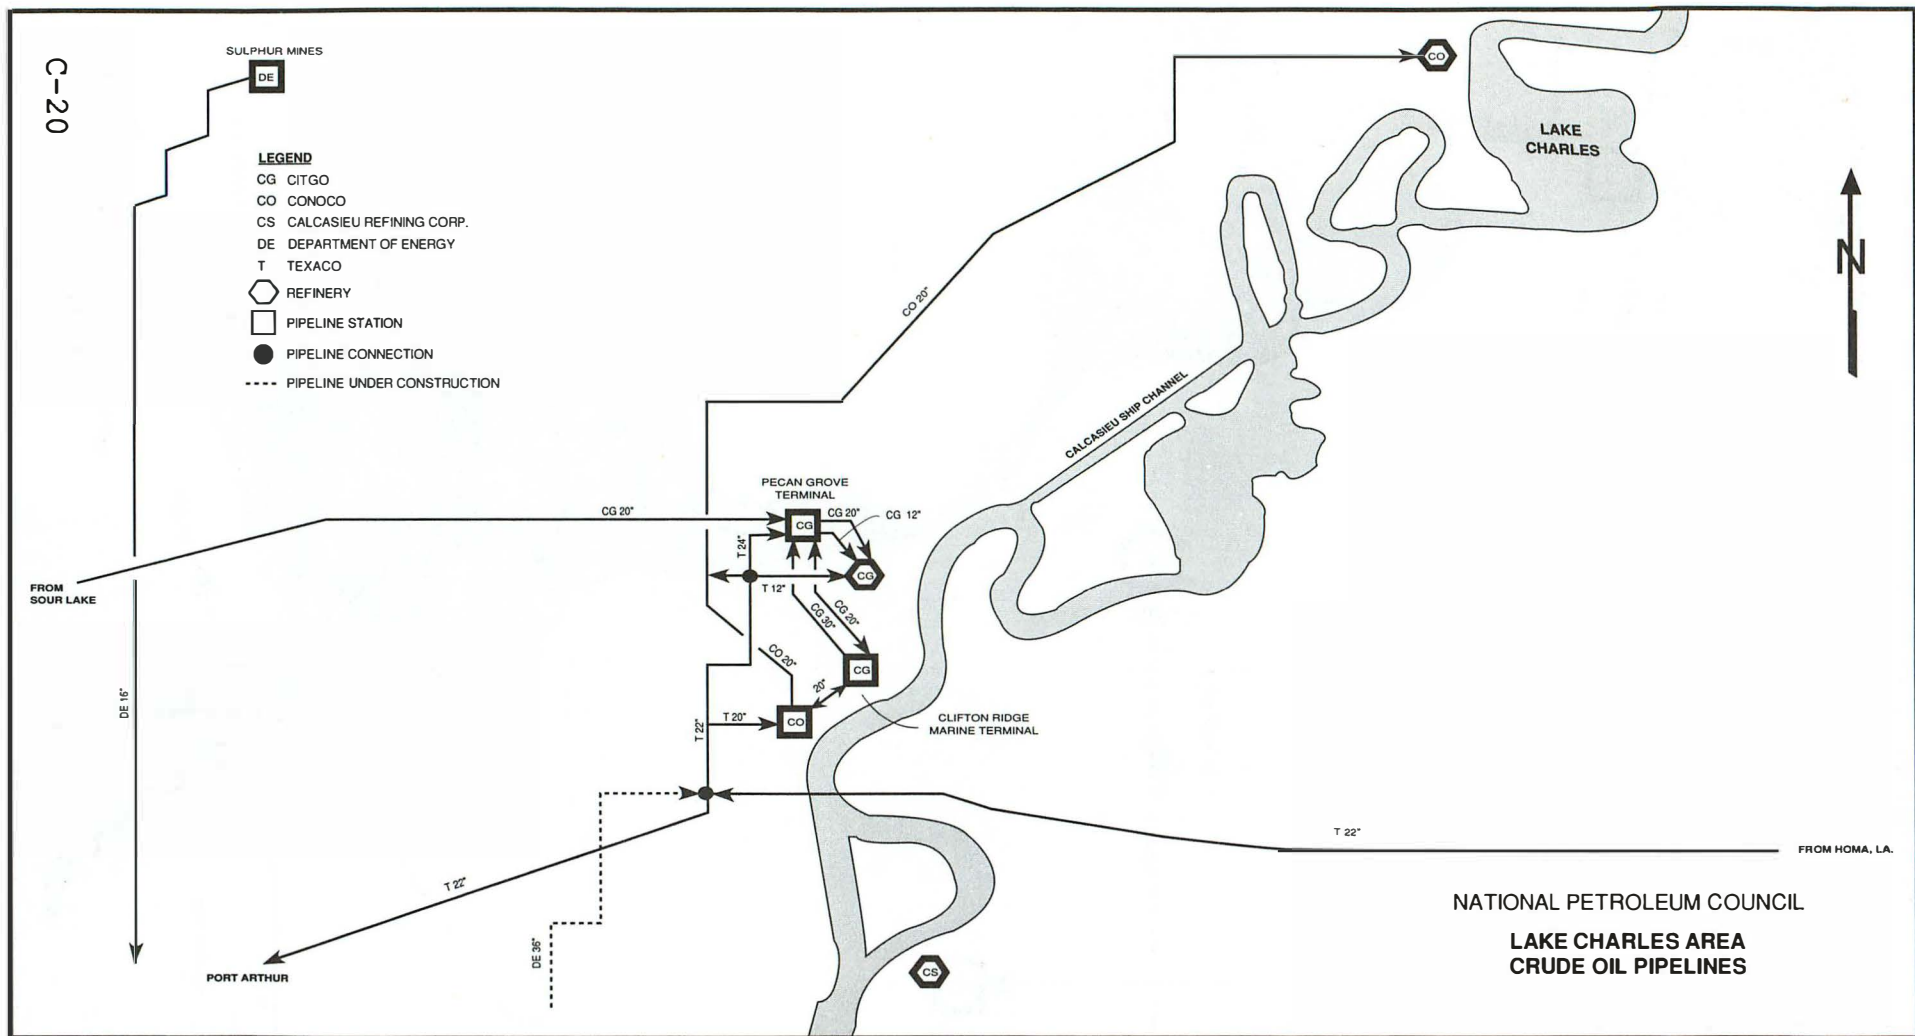 C-20
SULPHUR MINES
DE
LEGEND
CG CITGO
CO CONOCO
CS CALCASIEU REFINING CORP.
DE DEPARTMENT OF ENERGY
T TEXACO
REFINERY
PIPELINE STATION
PIPELINE CONNECTION
PIPELINE UNDER CONSTRUCTION
CO
LAKE
CHARLES
N
CO 20"
CALCASIEU SHIP CHANNEL
PECAN GROVE
TERMINAL
CG 20"
CG
CG 20"
CG 12"
T 24"
FROM
SOUR LAKE
T 12"
CG
CG 30"
CG 20"
CO 20"
CG
20"
DE 16"
T 22"
T 20"
CO
CLIFTON RIDGE
MARINE TERMINAL
T 22"
FROM HOMA, LA.
T 22"
DE 36"
PORT ARTHUR
CS
NATIONAL PETROLEUM COUNCIL
LAKE CHARLES AREA
CRUDE OIL PIPELINES